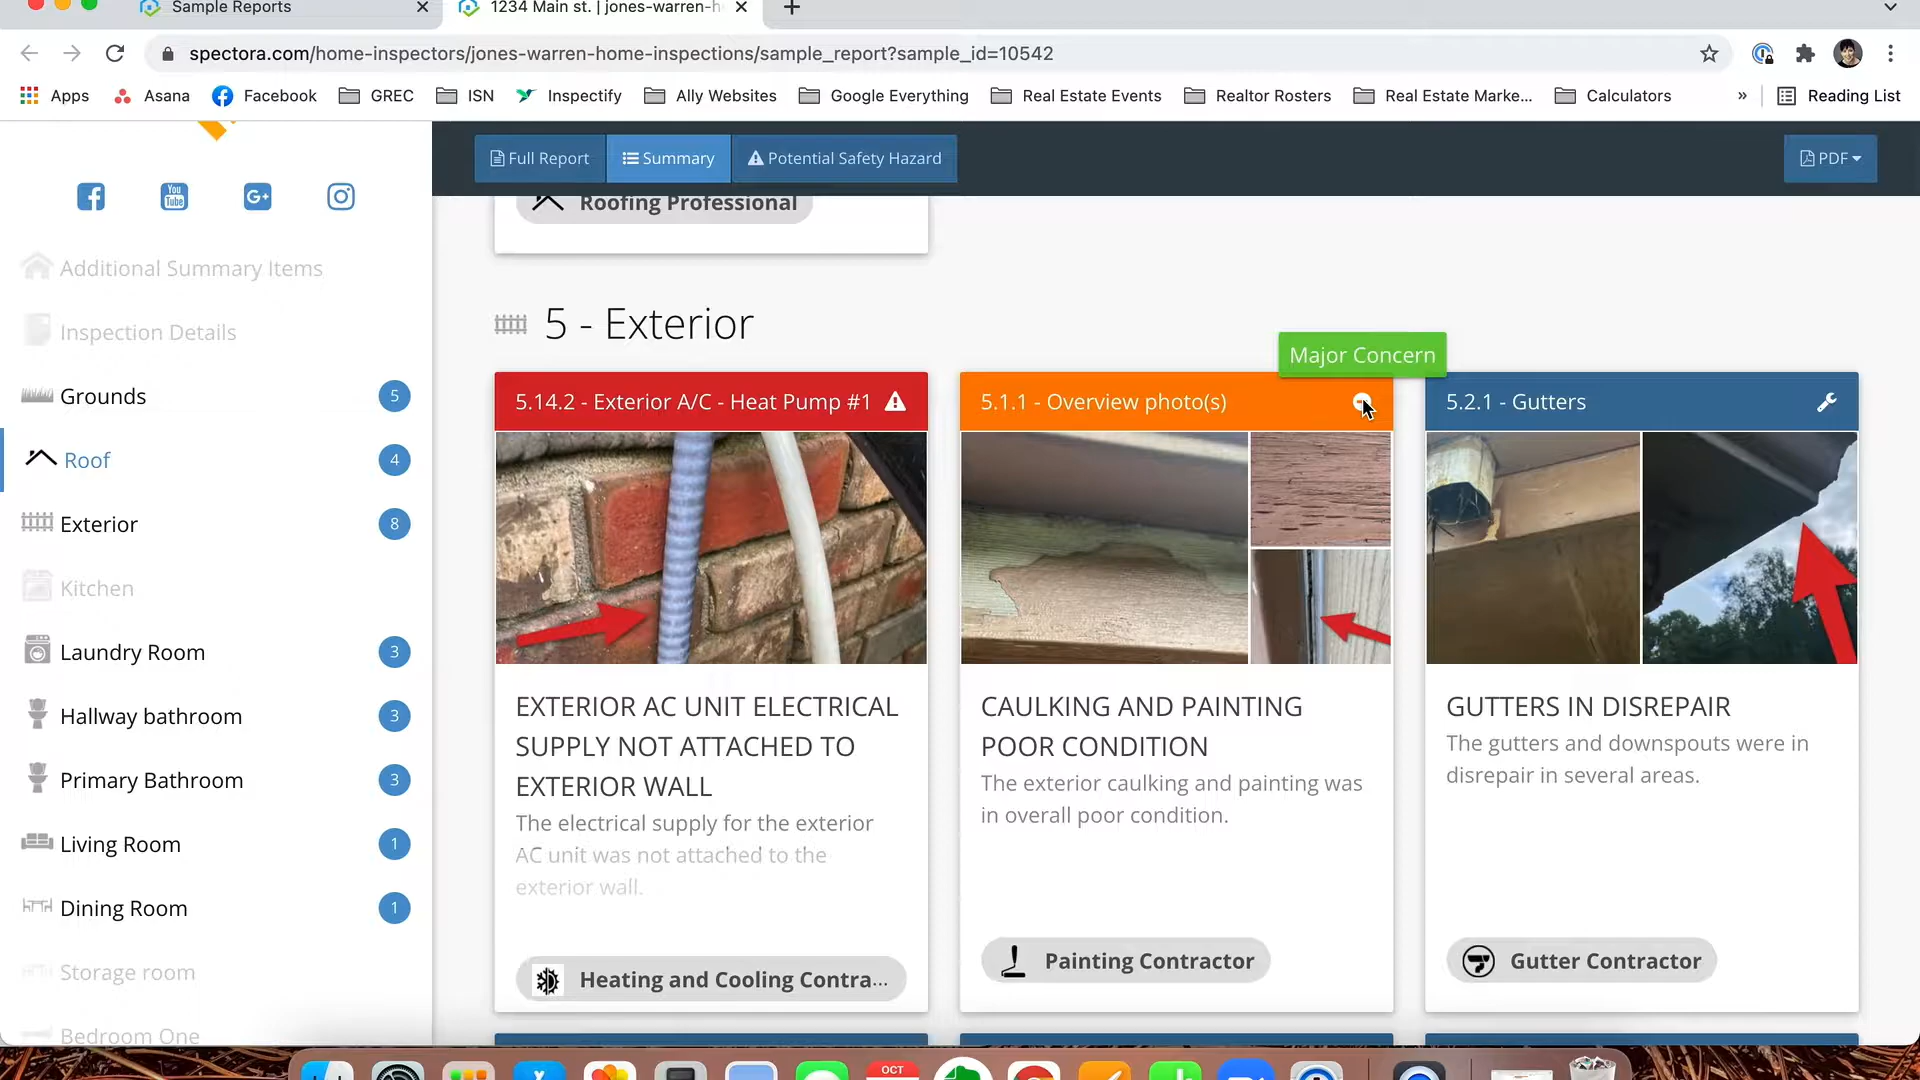 Sample Reports
1234 Main st. | jones-warren-h
spectora.com/home-inspectors/jones-warren-home-inspections/sample_report?sample_id=10542
Apps
Asana
Facebook
GREC
ISN
Inspectify
Ally Websites
Google Everything
Real Estate Events
Realtor Rosters
Real Estate Marke...
Calculators
»
Reading List
Full Report
Summary
Potential Safety Hazard
PDF
You
Tube
G+
Additional Summary Items
Inspection Details
Grounds 5
Roof 4
Exterior 8
Kitchen
Laundry Room 3
Hallway bathroom 3
Primary Bathroom 3
Living Room 1
Dining Room 1
Storage room
Bedroom One
Roofing Professional
5 - Exterior
Major Concern
5.14.2 - Exterior A/C - Heat Pump #1
EXTERIOR AC UNIT ELECTRICAL
SUPPLY NOT ATTACHED TO
EXTERIOR WALL
The electrical supply for the exterior
AC unit was not attached to the
exterior wall.
Heating and Cooling Contra...
5.1.1 - Overview photo(s)
CAULKING AND PAINTING
POOR CONDITION
The exterior caulking and painting was
in overall poor condition.
Painting Contractor
5.2.1 - Gutters
GUTTERS IN DISREPAIR
The gutters and downspouts were in
disrepair in several areas.
Gutter Contractor
OCT